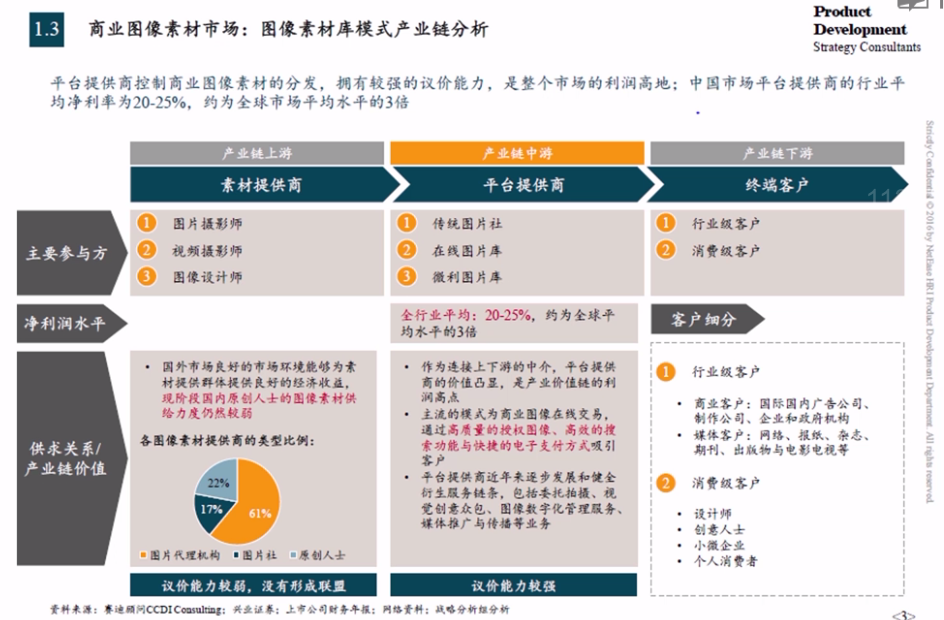 1.3
商业图像素材市场：图像素材库模式产业链分析
Product
Development
Strategy Consultants
平台提供商控制商业图像素材的分发，拥有较强的议价能力，是整个市场的利润高地；中国市场平台提供商的行业平
均净利率为20-25%，约为全球市场平均水平的3倍
产业链上游
产业链中游
产业链下游
素材提供商
平台提供商
终端客户
主要参与方
1 图片摄影师
2 视频摄影师
3 图像设计师
1 传统图片社
2 在线图片库
3 微利图片库
1 行业级客户
2 消费级客户
净利润水平
全行业平均：20-25%，约为全球平
均水平的3倍
客户细分
供求关系/
产业链价值
• 国外市场良好的市场环境能够为素
材提供群体提供良好的经济收益，
现阶段国内原创人士的图像素材供
给力度仍然较弱
各图像素材提供商的类型比例：
22%
17%
61%
图片代理机构 图片社 原创人士
议价能力较弱，没有形成联盟
• 作为连接上下游的中介，平台提供
商的价值凸显，是产业价值链的利
润高点
• 主流的模式为商业图像在线交易，
通过高质量的授权图像、高效的搜
索功能与快捷的电子支付方式吸引
客户
• 平台提供商近年来逐步发展和健全
衍生服务链条，包括委托拍摄、视
觉创意众包、图像数字化管理服务、
媒体推广与传播等业务
议价能力较强
1 行业级客户
• 商业客户：国际国内广告公司、
制作公司、企业和政府机构
• 媒体客户：网络、报纸、杂志、
期刊、出版物与电影电视等
2 消费级客户
• 设计师
• 创意人士
• 小微企业
• 个人消费者
Strictly Confidential © 2016 by NetEase HRI Product Development Department. All rights reserved.
资料来源：赛迪顾问CCDI Consulting；兴业证券；上市公司财务年报；网络资料；战略分析组分析
<3>